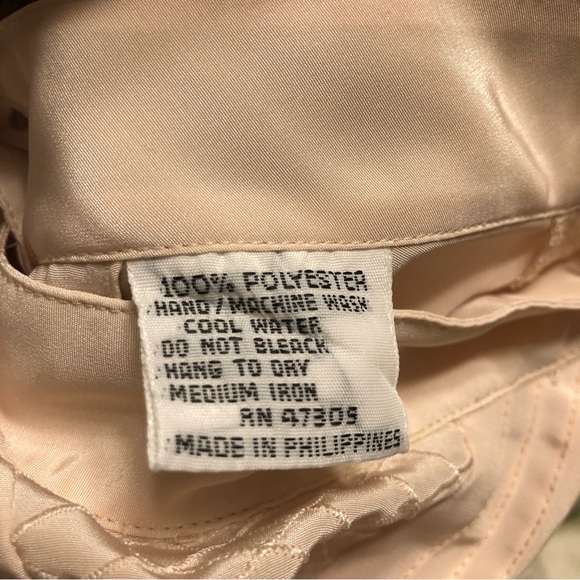 100% POLYESTER
HAND/MACHINE WASH
COOL WATER
DO NOT BLEACH
HANG TO DRY
MEDIUM IRON
RN 47309
MADE IN PHILIPPINES